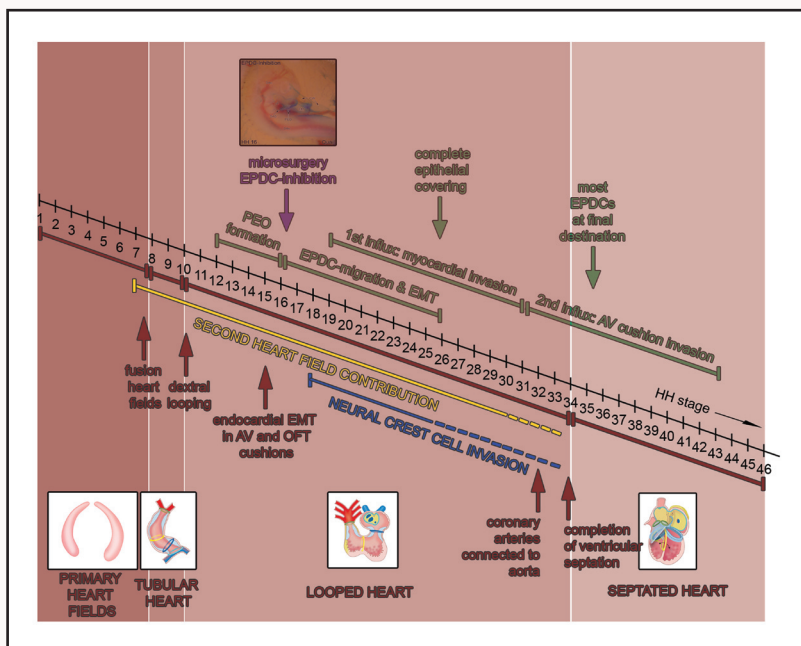 HH 16
microsurgery
EPDC-inhibition
complete
epithelial
covering
most
EPDCs
at final
destination
PEO
formation
1st influx: myocardial invasion
EPDC-migration & EMT
2nd influx: AV cushion invasion
1 2 3 4 5 6 7 8 9 10 11 12 13 14 15 16 17 18 19 20 21 22 23 24 25 26 27 28 29 30 31 32 33 34 35 36 37 38 39 40 41 42 43 44 45 46
HH stage
SECOND HEART FIELD CONTRIBUTION
NEURAL CREST CELL INVASION
fusion
heart
fields
dextral
looping
endocardial EMT
in AV and OFT
cushions
coronary
arteries
connected to
aorta
completion
of ventricular
septation
PRIMARY
HEART
FIELDS
TUBULAR
HEART
LOOPED HEART
SEPTATED HEART